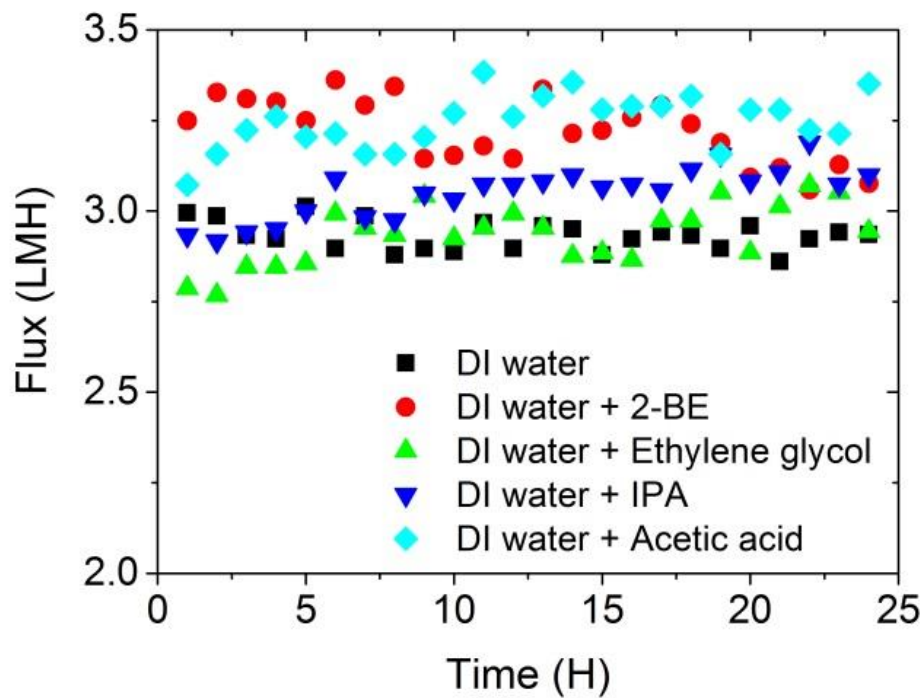 3.5
3.0
2.5
2.0
Flux (LMH)
DI water
DI water + 2-BE
DI water + Ethylene glycol
DI water + IPA
DI water + Acetic acid
0 5 10 15 20 25
Time (H)